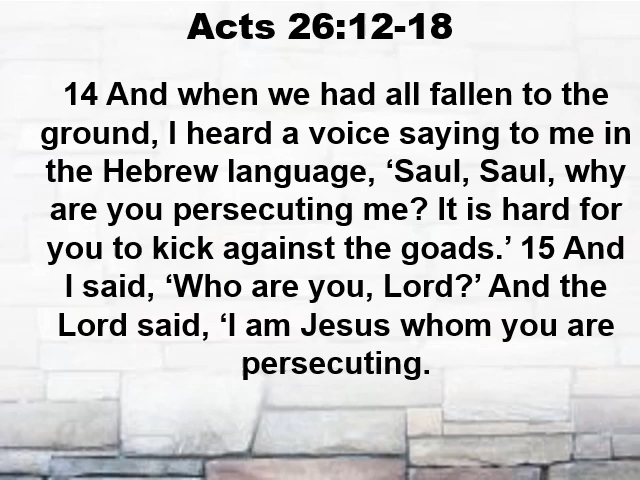 Acts 26:12-18
14 And when we had all fallen to the
ground, I heard a voice saying to me in
the Hebrew language, ‘Saul, Saul, why
are you persecuting me? It is hard for
you to kick against the goads.’ 15 And
I said, ‘Who are you, Lord?’ And the
Lord said, ‘I am Jesus whom you are
persecuting.